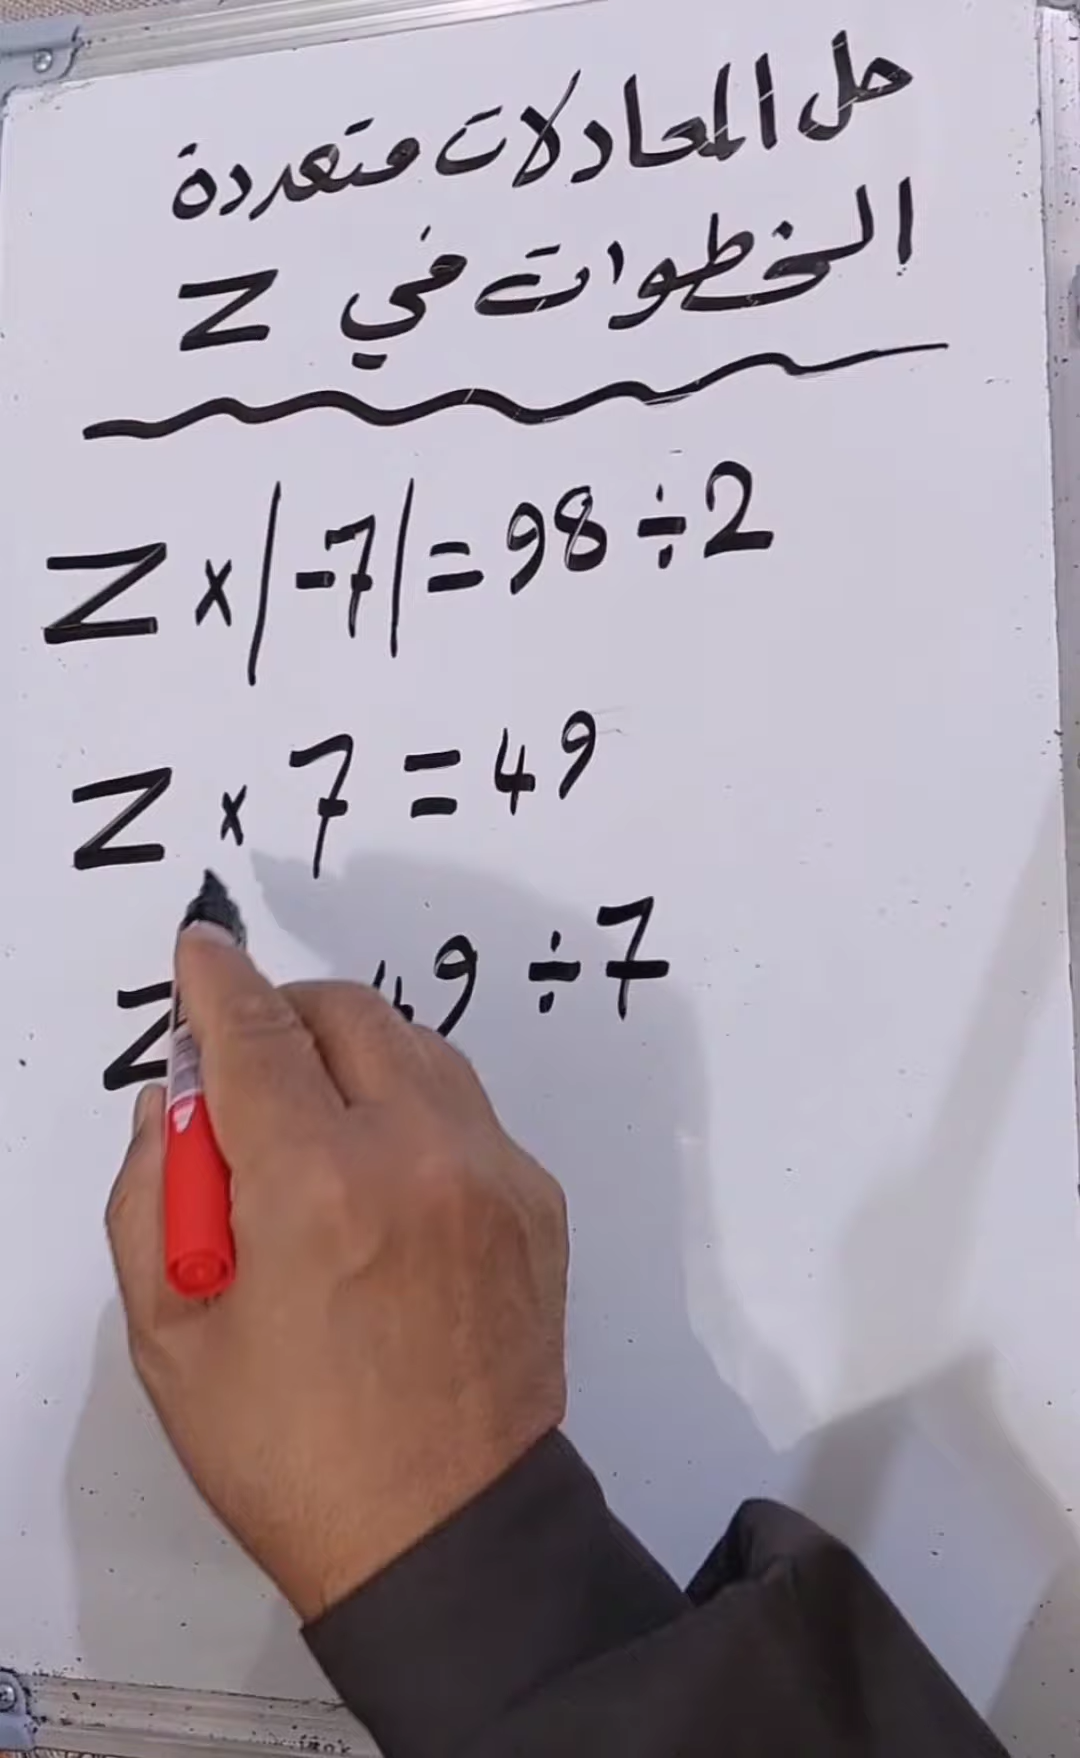 حل المعادلات متعددة
الخطوات في Z
Z × |-7| = 98 ÷ 2
Z × 7 = 49
Z 49 ÷ 7